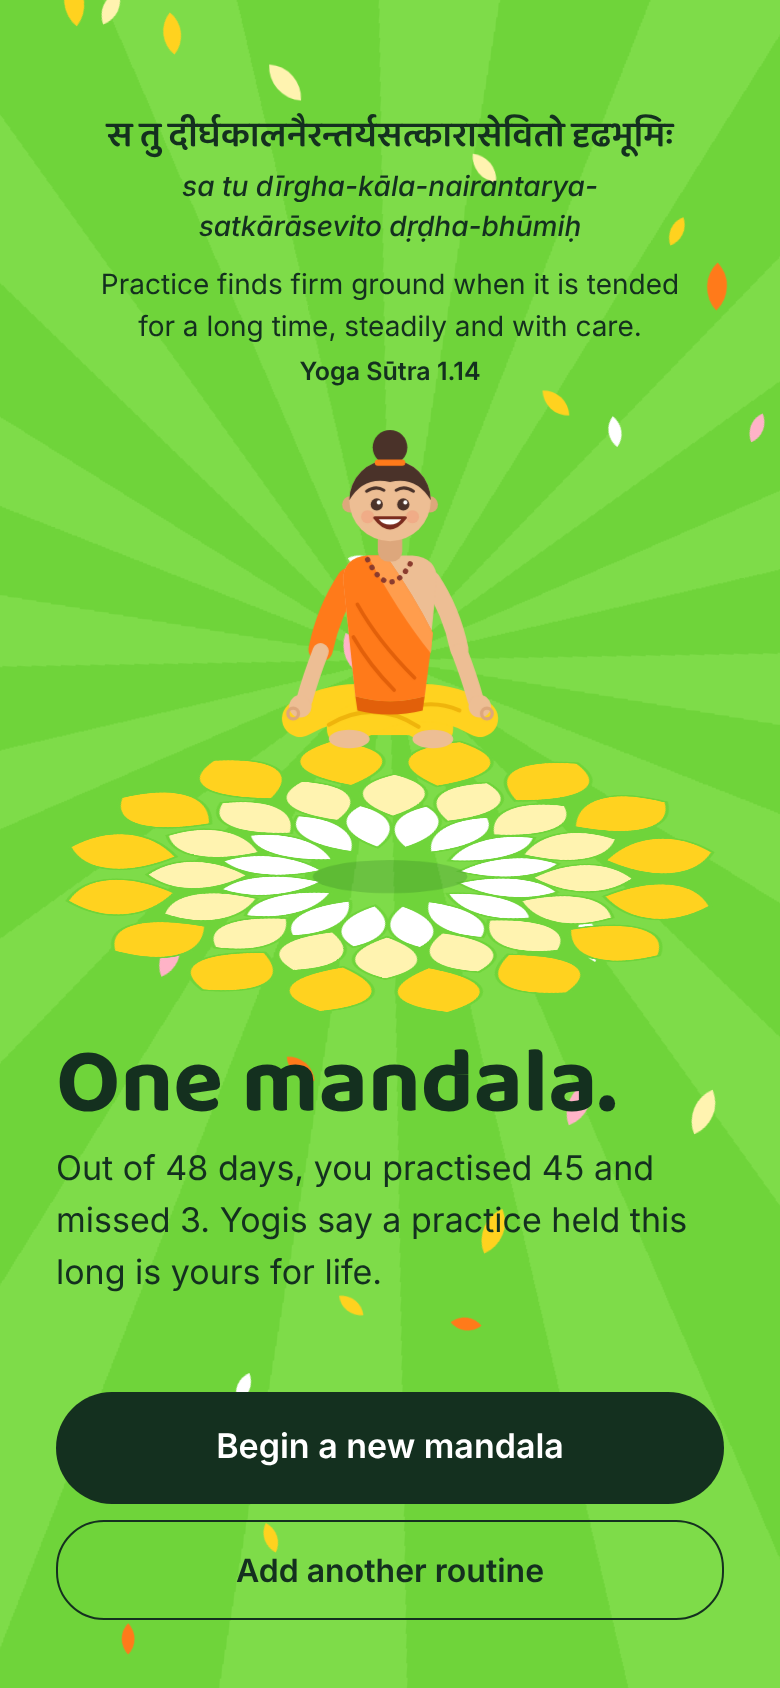 स तु दीर्घकालनैरन्तर्यसत्कारासेवितो दृढभूमिः
sa tu dīrgha-kāla-nairantarya-
satkārāsevito dṛḍha-bhūmiḥ
Practice finds firm ground when it is tended
for a long time, steadily and with care.
Yoga Sūtra 1.14
One mandala.
Out of 48 days, you practised 45 and
missed 3. Yogis say a practice held this
long is yours for life.
Begin a new mandala
Add another routine